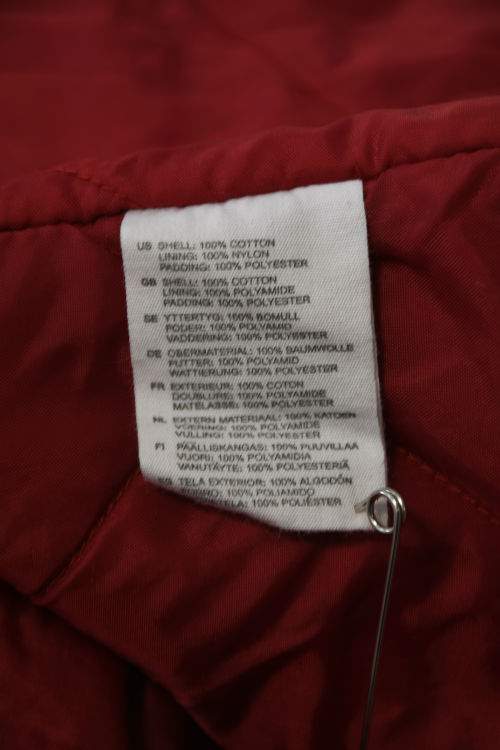 US SHELL: 100% COTTON
LINING: 100% NYLON
PADDING: 100% POLYESTER
GB SHELL: 100% COTTON
LINING: 100% POLYAMIDE
PADDING: 100% POLYESTER
SE YTTERTYG: 100% BOMULL
FODER: 100% POLYAMID
VADDERING: 100% POLYESTER
DE OBERMATERIAL: 100% BAUMWOLLE
FUTTER: 100% POLYAMID
WATTIERUNG: 100% POLYESTER
FR EXTERIEUR: 100% COTON
DOUBLURE: 100% POLYAMIDE
MATELASSE: 100% POLYESTER
NL EXTERN MATERIAAL: 100% KATOEN
VOERING: 100% POLYAMIDE
VULLING: 100% POLYESTER
FI PÄÄLLISKANGAS: 100% PUUVILLAA
VUORI: 100% POLYAMIDIA
VANUTÄYTE: 100% POLYESTERIÄ
ES TELA EXTERIOR: 100% ALGODÓN
FORRO: 100% POLIAMIDO
100% POLIÉSTER